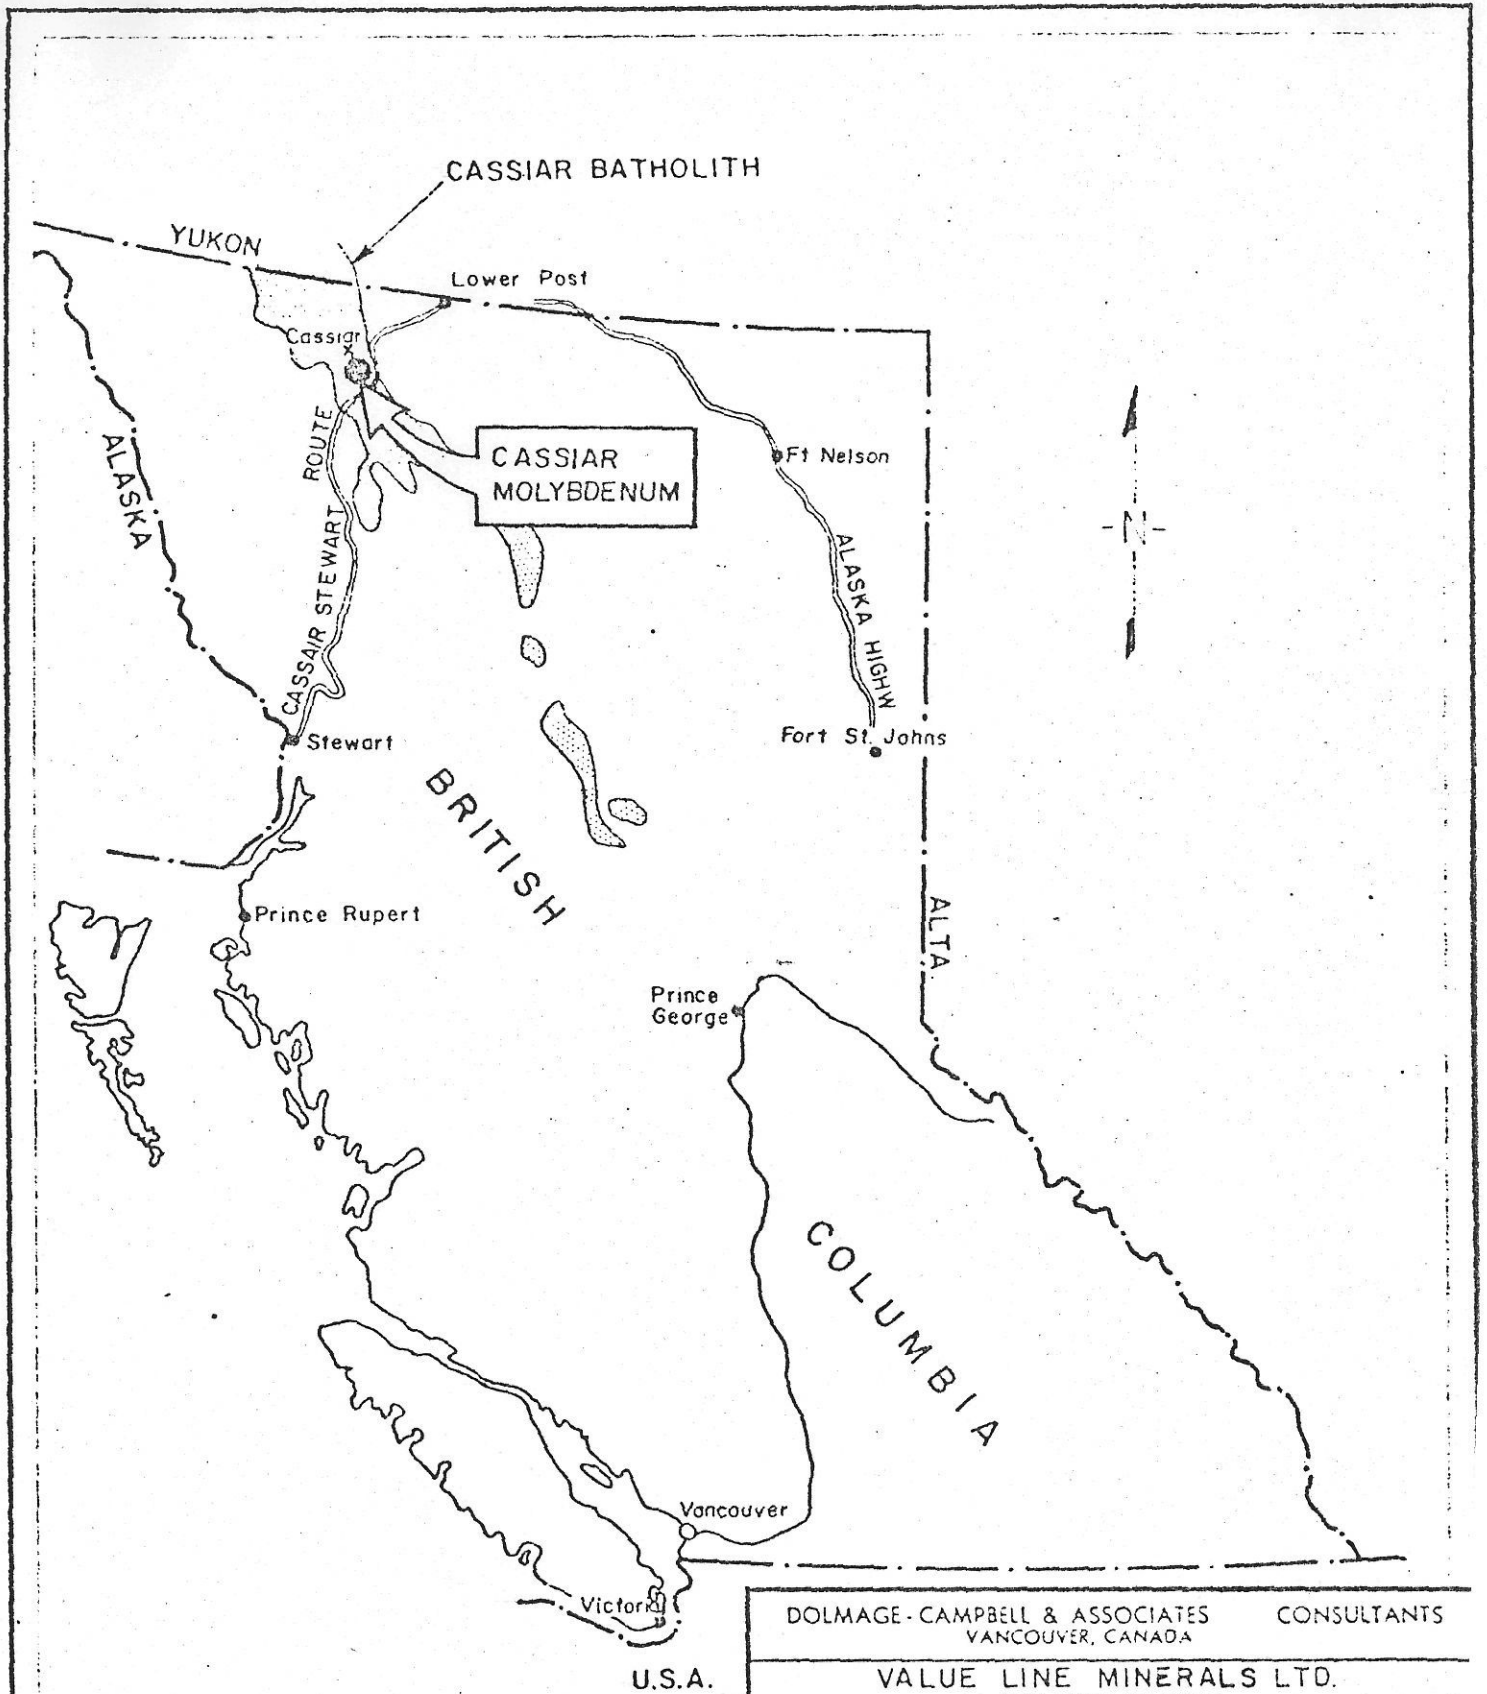 CASSIAR BATHOLITH
YUKON
Lower Post
Cassiar
x
ALASKA
CASSAIR STEWART ROUTE
CASSIAR
MOLYBDENUM
Ft Nelson
-N-
ALASKA HIGHW
Stewart
Fort St. Johns
BRITISH
Prince Rupert
ALTA.
Prince
George
COLUMBIA
Vancouver
Victoria
U.S.A.
DOLMAGE-CAMPBELL & ASSOCIATES CONSULTANTS
VANCOUVER, CANADA
VALUE LINE MINERALS LTD.